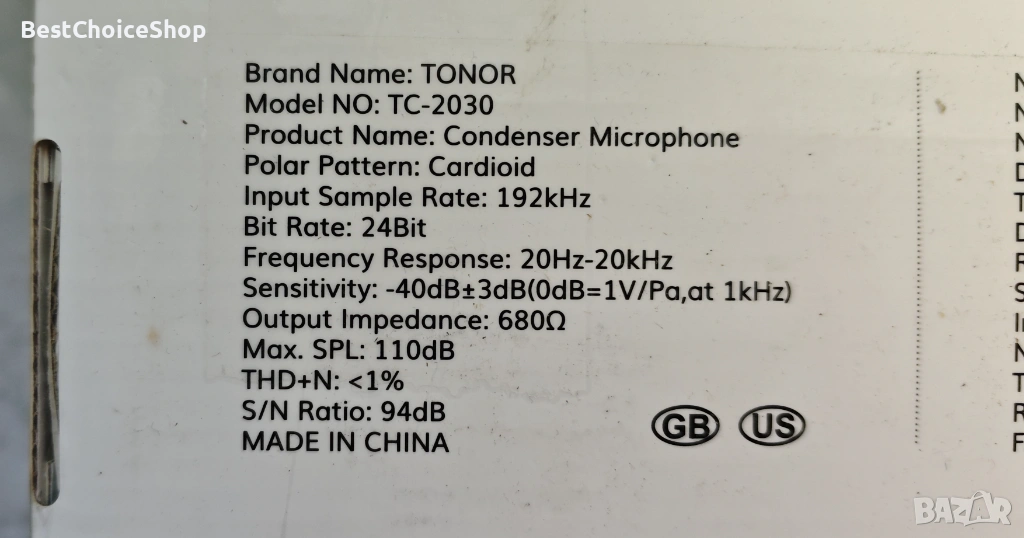 BestChoiceShop
Brand Name: TONOR
Model NO: TC-2030
Product Name: Condenser Microphone
Polar Pattern: Cardioid
Input Sample Rate: 192kHz
Bit Rate: 24Bit
Frequency Response: 20Hz-20kHz
Sensitivity: -40dB±3dB(0dB=1V/Pa,at 1kHz)
Output Impedance: 680Ω
Max. SPL: 110dB
THD+N: <1%
S/N Ratio: 94dB
MADE IN CHINA
GB US
BAZAR